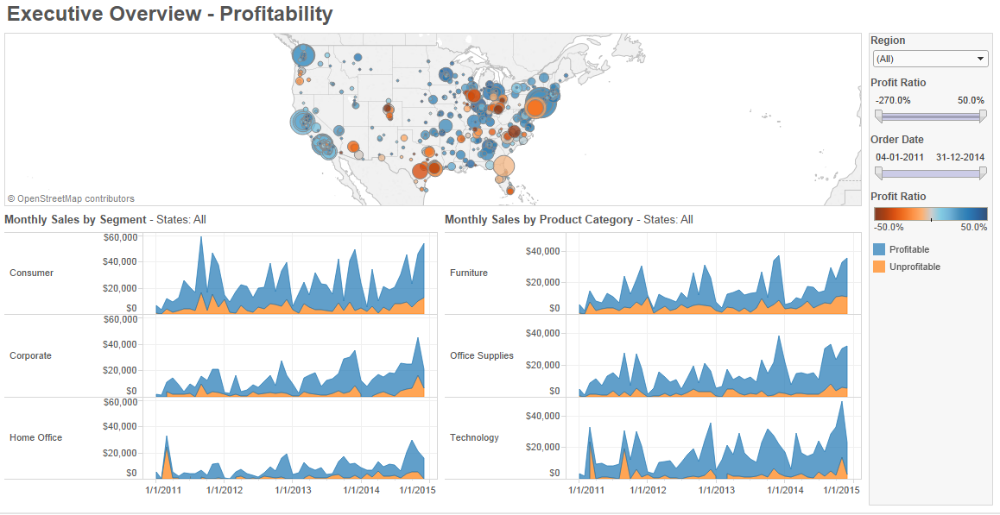 Executive Overview - Profitability
© OpenStreetMap contributors
Region
(All)
Profit Ratio
-270.0% 50.0%
Order Date
04-01-2011 31-12-2014
Profit Ratio
-50.0% 50.0%
Profitable
Unprofitable
Monthly Sales by Segment - States: All
Consumer
$60,000
$40,000
$20,000
$0
Corporate
$60,000
$40,000
$20,000
$0
Home Office
$60,000
$40,000
$20,000
$0
1/1/2011 1/1/2012 1/1/2013 1/1/2014 1/1/2015
Monthly Sales by Product Category - States: All
Furniture
$40,000
$20,000
$0
Office Supplies
$40,000
$20,000
$0
Technology
$40,000
$20,000
$0
1/1/2011 1/1/2012 1/1/2013 1/1/2014 1/1/2015